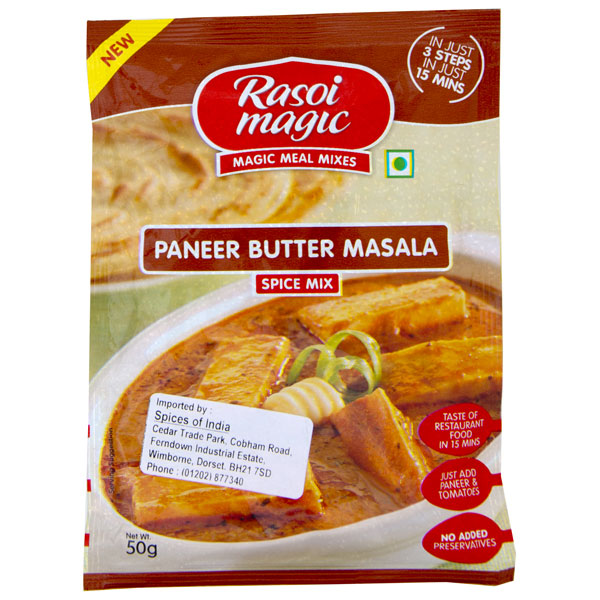 NEW
IN JUST
3 STEPS
IN JUST
15 MINS
Rasoi
magic
MAGIC MEAL MIXES
PANEER BUTTER MASALA
SPICE MIX
Imported by :
Spices of India
Cedar Trade Park, Cobham Road,
Ferndown Industrial Estate,
Wimborne, Dorset. BH21 7SD
Phone : (01202) 877340
TASTE OF
RESTAURANT
FOOD
IN 15 MINS
JUST ADD
PANEER &
TOMATOES
NO ADDED
PRESERVATIVES
Net Wt.
50g